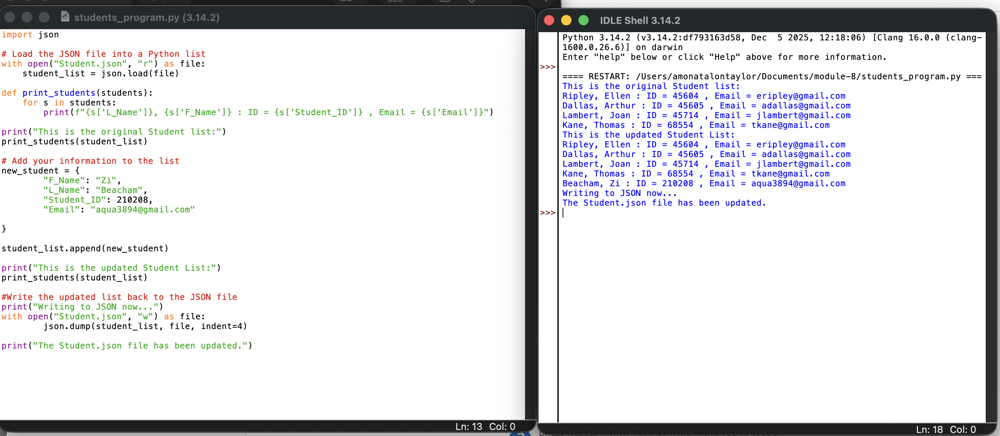 students_program.py (3.14.2)
import json
# Load the JSON file into a Python list
with open("Student.json", "r") as file:
    student_list = json.load(file)
def print_students(students):
    for s in students:
        print(f"{s['L_Name']}, {s['F_Name']} : ID = {s['Student_ID']} , Email = {s['Email']}")
print("This is the original Student list:")
print_students(student_list)
# Add your information to the list
new_student = {
        "F_Name": "Zi",
        "L_Name": "Beacham",
        "Student_ID": 210208,
        "Email": "aqua3894@gmail.com"
}
student_list.append(new_student)
print("This is the updated Student List:")
print_students(student_list)
#Write the updated list back to the JSON file
print("Writing to JSON now...")
with open("Student.json", "w") as file:
        json.dump(student_list, file, indent=4)
print("The Student.json file has been updated.")
Ln: 13 Col: 0
IDLE Shell 3.14.2
Python 3.14.2 (v3.14.2:df793163d58, Dec  5 2025, 12:18:06) [Clang 16.0.0 (clang-
1600.0.26.6)] on darwin
Enter "help" below or click "Help" above for more information.
>>>
==== RESTART: /Users/amonatalontaylor/Documents/module-8/students_program.py ===
This is the original Student list:
Ripley, Ellen : ID = 45604 , Email = eripley@gmail.com
Dallas, Arthur : ID = 45605 , Email = adallas@gmail.com
Lambert, Joan : ID = 45714 , Email = jlambert@gmail.com
Kane, Thomas : ID = 68554 , Email = tkane@gmail.com
This is the updated Student List:
Ripley, Ellen : ID = 45604 , Email = eripley@gmail.com
Dallas, Arthur : ID = 45605 , Email = adallas@gmail.com
Lambert, Joan : ID = 45714 , Email = jlambert@gmail.com
Kane, Thomas : ID = 68554 , Email = tkane@gmail.com
Beacham, Zi : ID = 210208 , Email = aqua3894@gmail.com
Writing to JSON now...
The Student.json file has been updated.
>>>
Ln: 18 Col: 0